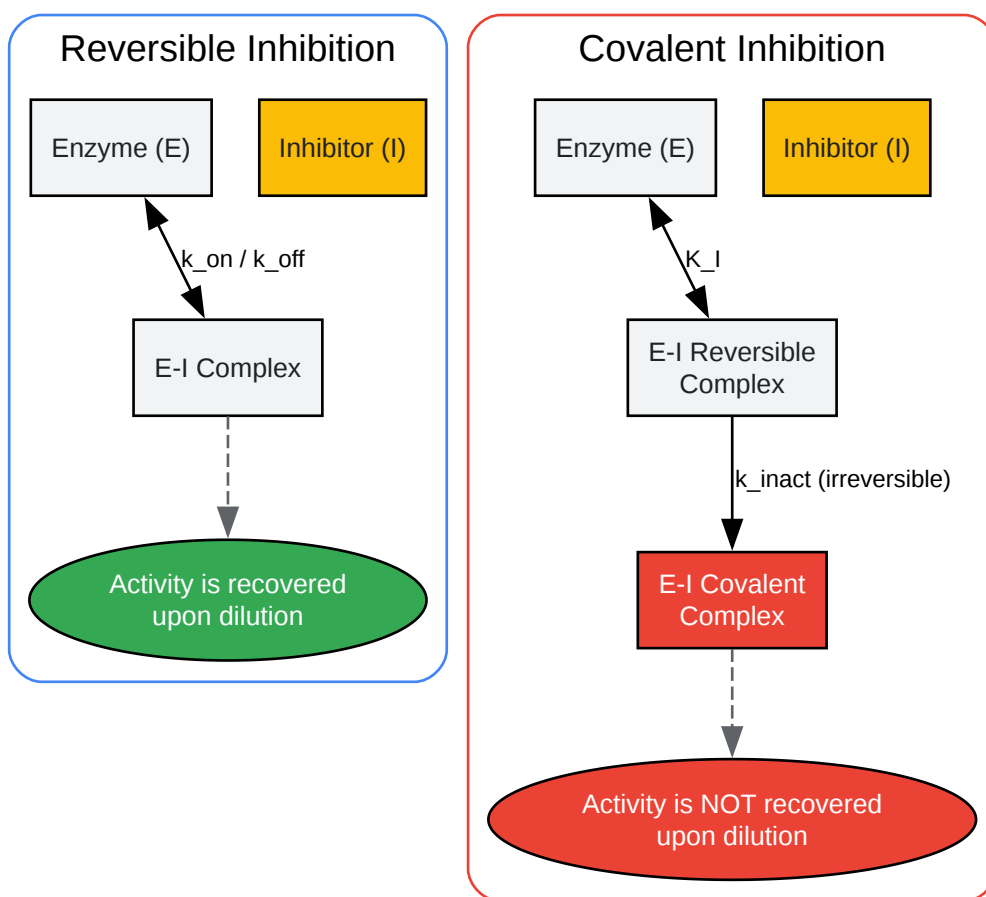 Reversible Inhibition
Enzyme (E)
Inhibitor (I)
k_on / k_off
E-I Complex
Activity is recovered
upon dilution
Covalent Inhibition
Enzyme (E)
Inhibitor (I)
K_I
E-I Reversible
Complex
k_inact (irreversible)
E-I Covalent
Complex
Activity is NOT recovered
upon dilution